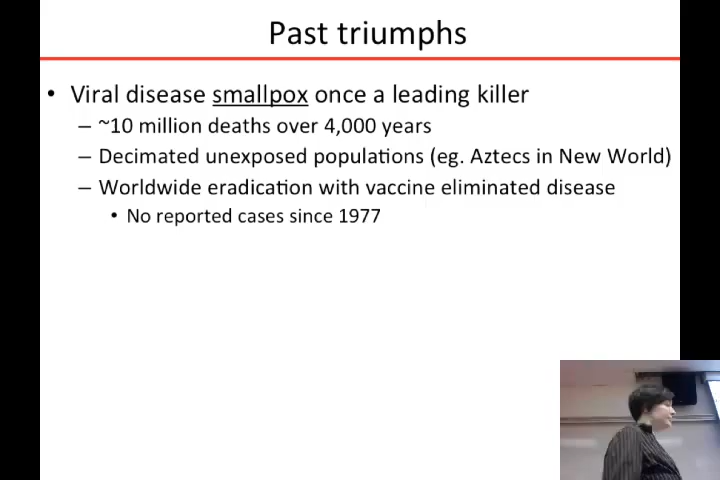 Past triumphs
• Viral disease smallpox once a leading killer
– ~10 million deaths over 4,000 years
– Decimated unexposed populations (eg. Aztecs in New World)
– Worldwide eradication with vaccine eliminated disease
• No reported cases since 1977